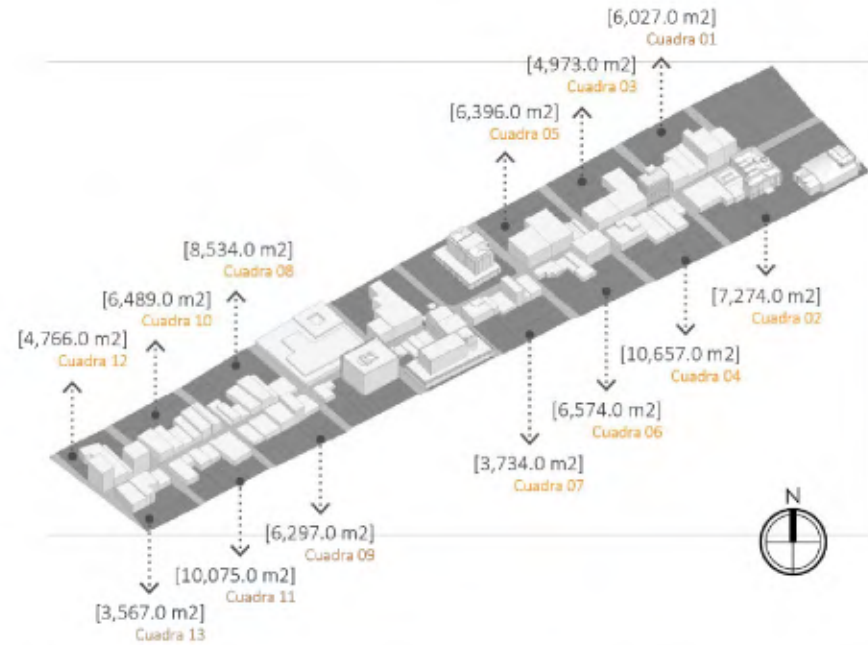 [6,027.0 m2]
Cuadra 01
[4,973.0 m2]
Cuadra 03
[6,396.0 m2]
Cuadra 05
[8,534.0 m2]
Cuadra 08
[6,489.0 m2]
Cuadra 10
[4,766.0 m2]
Cuadra 12
[7,274.0 m2]
Cuadra 02
[10,657.0 m2]
Cuadra 04
[6,574.0 m2]
Cuadra 06
[3,734.0 m2]
Cuadra 07
[6,297.0 m2]
Cuadra 09
[10,075.0 m2]
Cuadra 11
[3,567.0 m2]
Cuadra 13
N